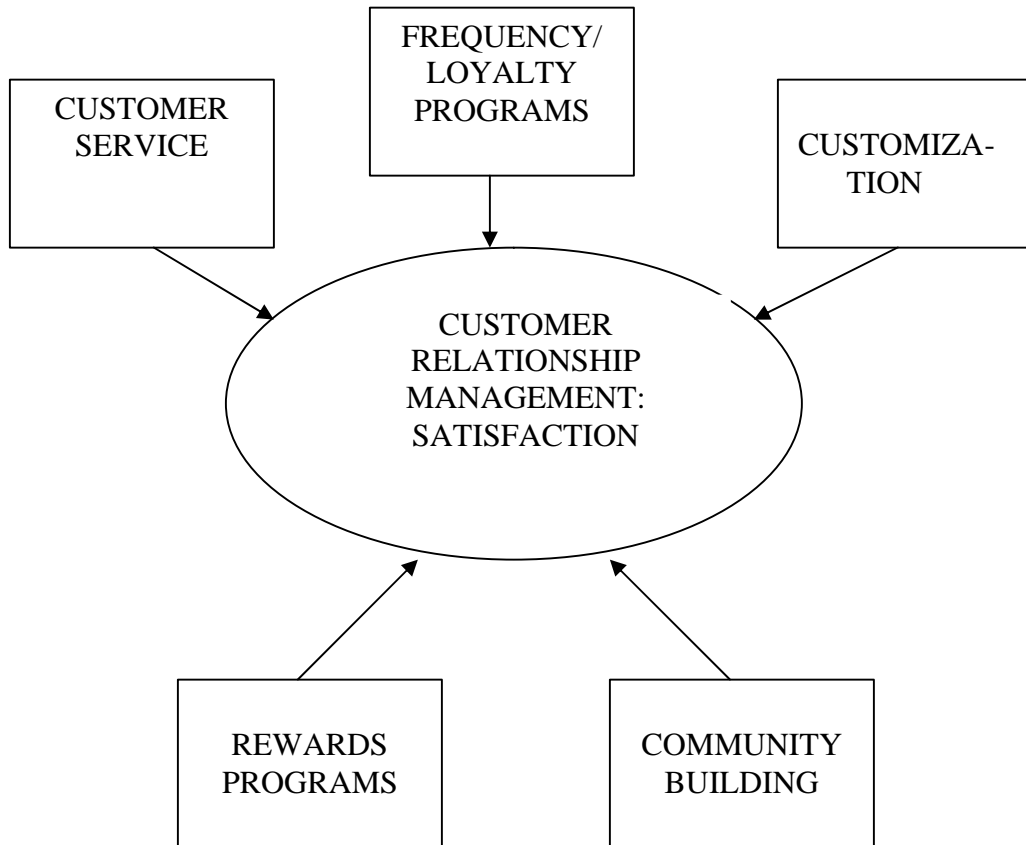 FREQUENCY/
LOYALTY
PROGRAMS
CUSTOMER
SERVICE
CUSTOMIZA-
TION
CUSTOMER
RELATIONSHIP
MANAGEMENT:
SATISFACTION
REWARDS
PROGRAMS
COMMUNITY
BUILDING